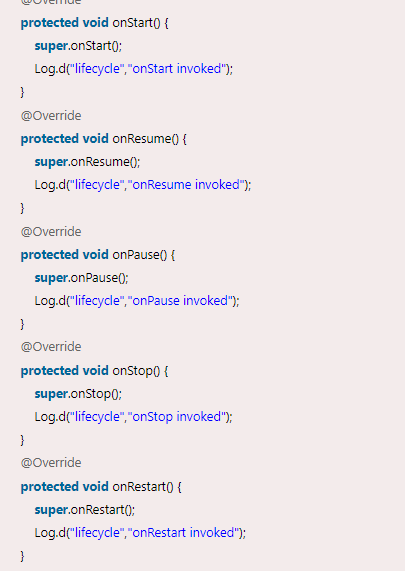 @Override
protected void onStart() {
super.onStart();
Log.d("lifecycle","onStart invoked");
}
@Override
protected void onResume() {
super.onResume();
Log.d("lifecycle","onResume invoked");
}
@Override
protected void onPause() {
super.onPause();
Log.d("lifecycle","onPause invoked");
}
@Override
protected void onStop() {
super.onStop();
Log.d("lifecycle","onStop invoked");
}
@Override
protected void onRestart() {
super.onRestart();
Log.d("lifecycle","onRestart invoked");
}